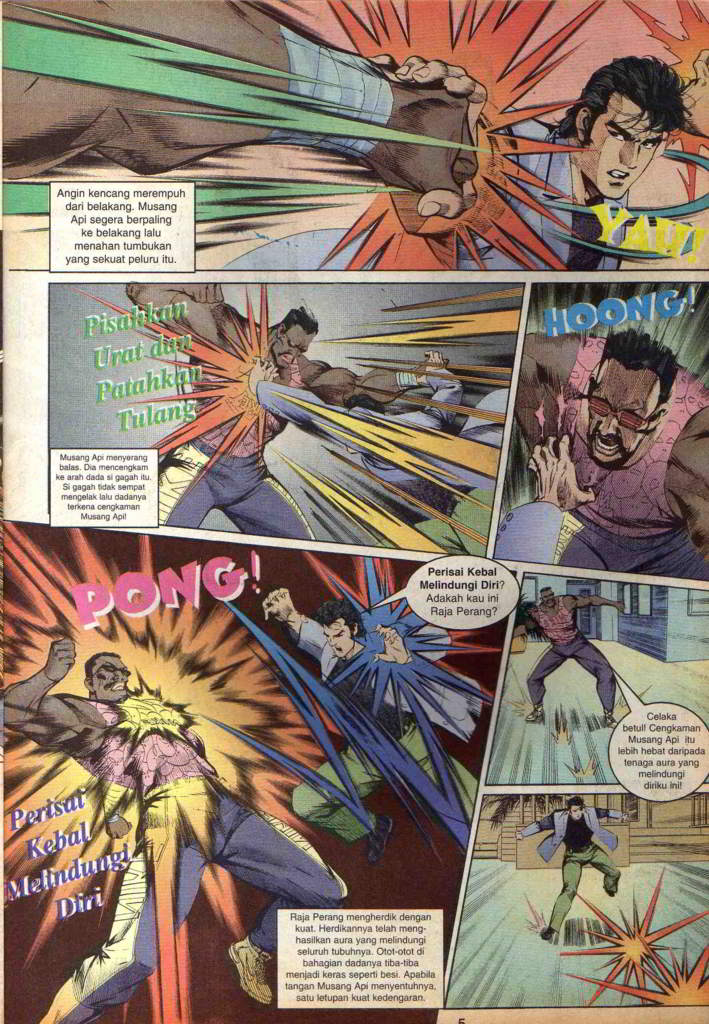 Angin kencang merempuh
dari belakang. Musang
Api segera berpaling
ke belakang lalu
menahan tumbukan
yang sekuat peluru itu.
YAH!
Pisahkan
Urat dan
Patahkan
Tulang
Musang Api menyerang
balas. Dia mencengkam
ke arah dada si gagah itu.
Si gagah tidak sempat
mengelak lalu dadanya
terkena cengkaman
Musang Api!
HOONG!
PONG!
Perisai Kebal
Melindungi Diri?
Adakah kau ini
Raja Perang?
Celaka
betul! Cengkaman
Musang Api itu
lebih hebat daripada
tenaga aura yang
melindungi
diriku ini!
Perisai
Kebal
Melindungi
Diri
Raja Perang mengherdik dengan
kuat. Herdikannya telah meng-
hasilkan aura yang melindungi
seluruh tubuhnya. Otot-otot di
bahagian dadanya tiba-tiba
menjadi keras seperti besi. Apabila
tangan Musang Api menyentuhnya,
satu letupan kuat kedengaran.
5